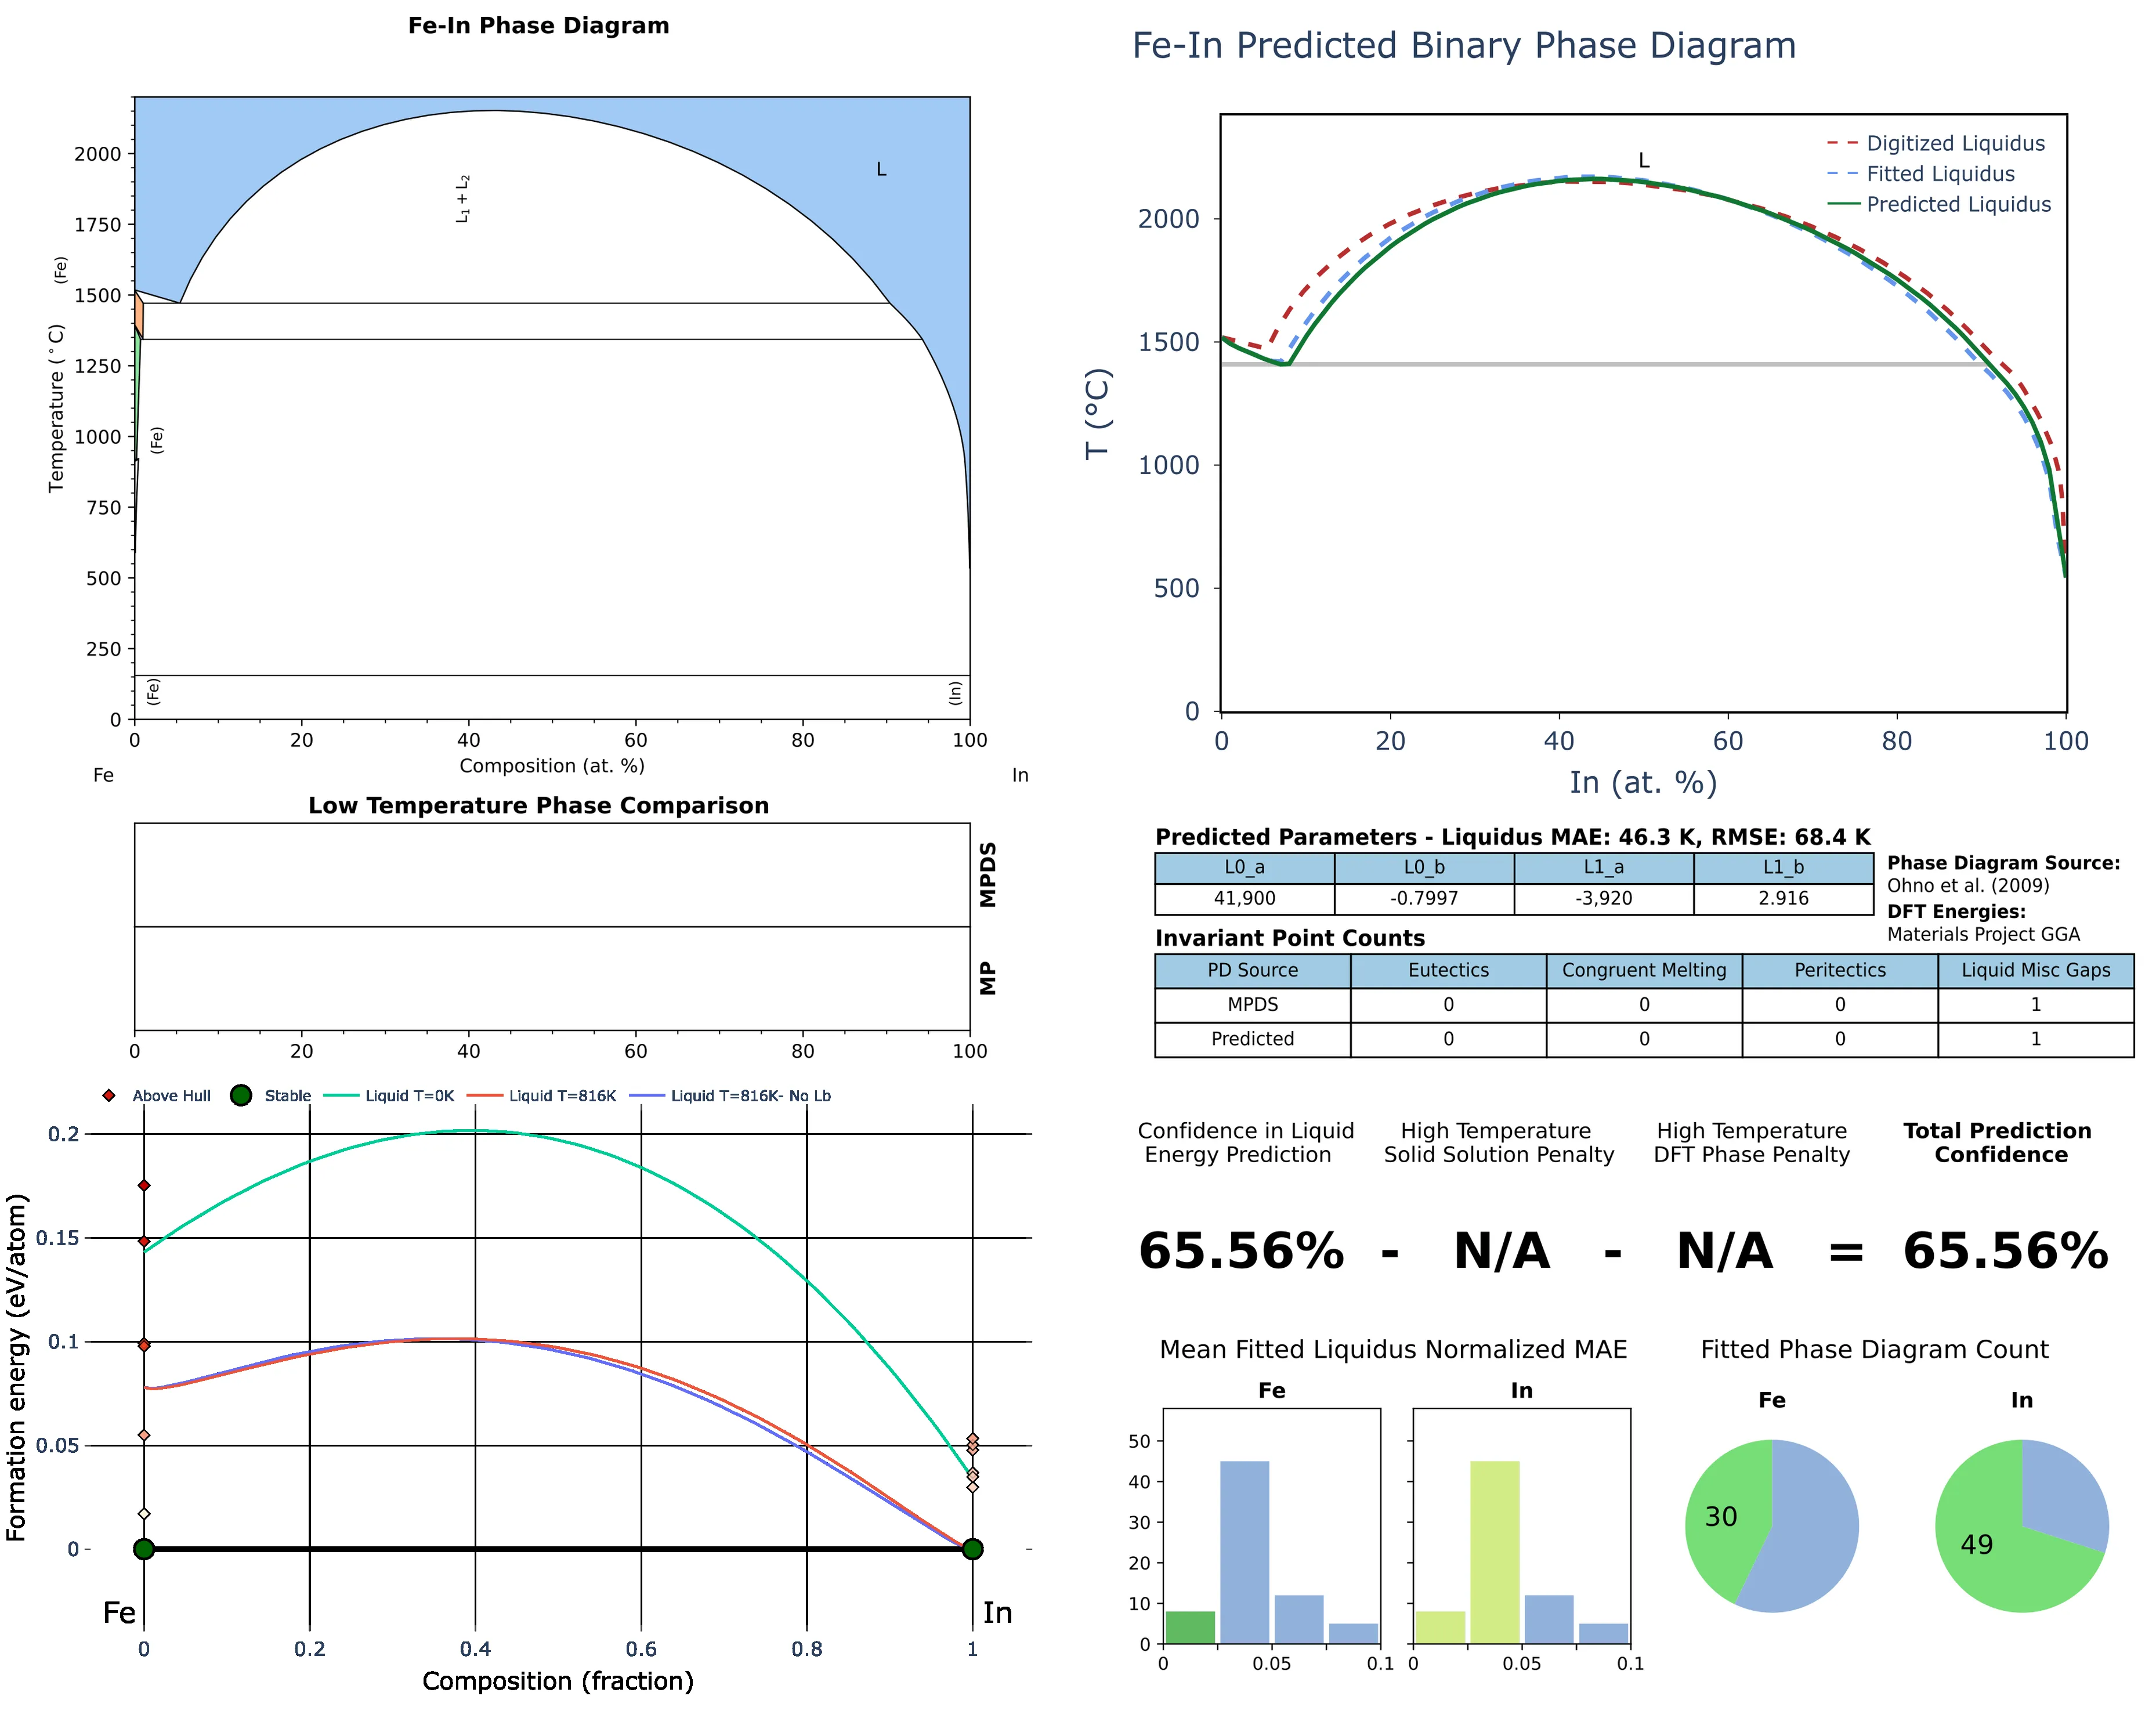 Fe-In Phase Diagram
2000
1750
1500
1250
1000
750
500
250
0
Temperature (°C)
(Fe)
(Fe)
(Fe)
L₁ + L₂
L
(In)
0 20 40 60 80 100
Composition (at. %)
Fe In
Low Temperature Phase Comparison
MPDS
MP
0 20 40 60 80 100
Above Hull Stable Liquid T=0K Liquid T=816K Liquid T=816K- No Lb
0.2
0.15
0.1
0.05
0
Formation energy (eV/atom)
Fe In
0 0.2 0.4 0.6 0.8 1
Composition (fraction)
Fe-In Predicted Binary Phase Diagram
L
Digitized Liquidus
Fitted Liquidus
Predicted Liquidus
2000
1500
1000
500
0
T (°C)
0 20 40 60 80 100
In (at. %)
Predicted Parameters - Liquidus MAE: 46.3 K, RMSE: 68.4 K
L0_a L0_b L1_a L1_b
41,900 -0.7997 -3,920 2.916
Phase Diagram Source:
Ohno et al. (2009)
DFT Energies:
Materials Project GGA
Invariant Point Counts
PD Source Eutectics Congruent Melting Peritectics Liquid Misc Gaps
MPDS 0 0 0 1
Predicted 0 0 0 1
Confidence in Liquid
Energy Prediction
High Temperature
Solid Solution Penalty
High Temperature
DFT Phase Penalty
Total Prediction
Confidence
65.56% - N/A - N/A = 65.56%
Mean Fitted Liquidus Normalized MAE
Fe In
50
40
30
20
10
0
0 0.05 0.1 0 0.05 0.1
Fitted Phase Diagram Count
Fe In
30 49